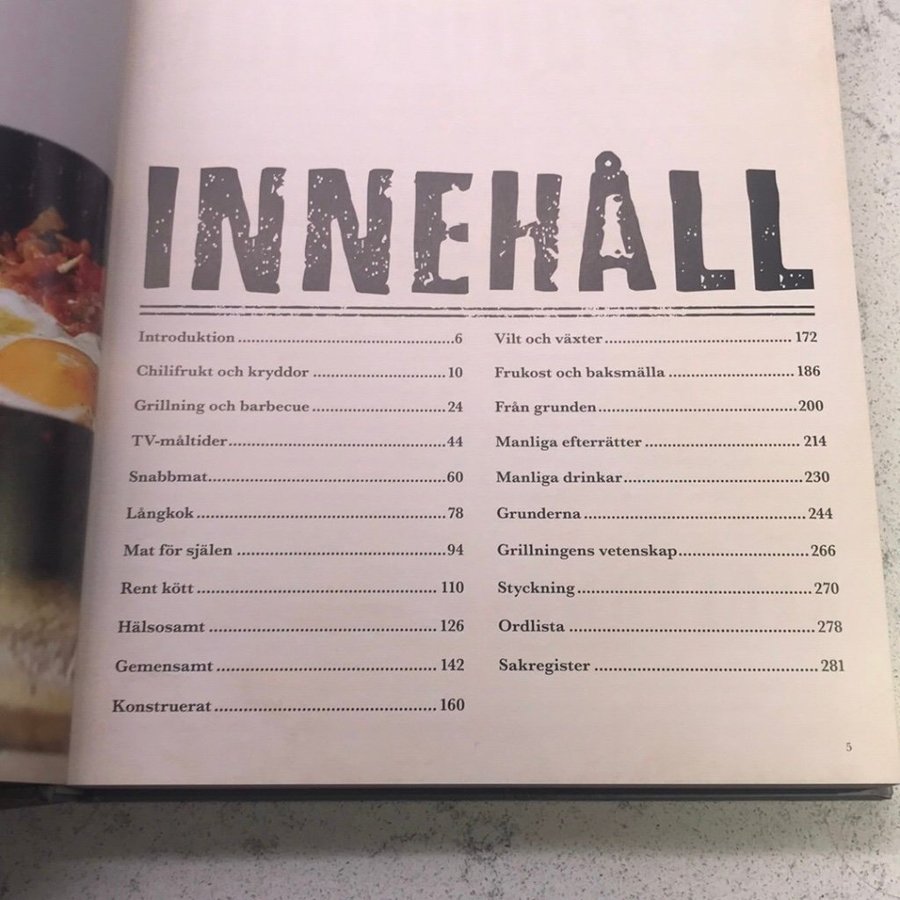 INNEHÅLL
Introduktion ........ 6
Chilifrukt och kryddor ........ 10
Grillning och barbecue ........ 24
TV-måltider ........ 44
Snabbmat ........ 60
Långkok ........ 78
Mat för själen ........ 94
Rent kött ........ 110
Hälsosamt ........ 126
Gemensamt ........ 142
Konstruerat ........ 160
Vilt och växter ........ 172
Frukost och baksmälla ........ 186
Från grunden ........ 200
Manliga efterrätter ........ 214
Manliga drinkar ........ 230
Grunderna ........ 244
Grillningens vetenskap ........ 266
Styckning ........ 270
Ordlista ........ 278
Sakregister ........ 281
5